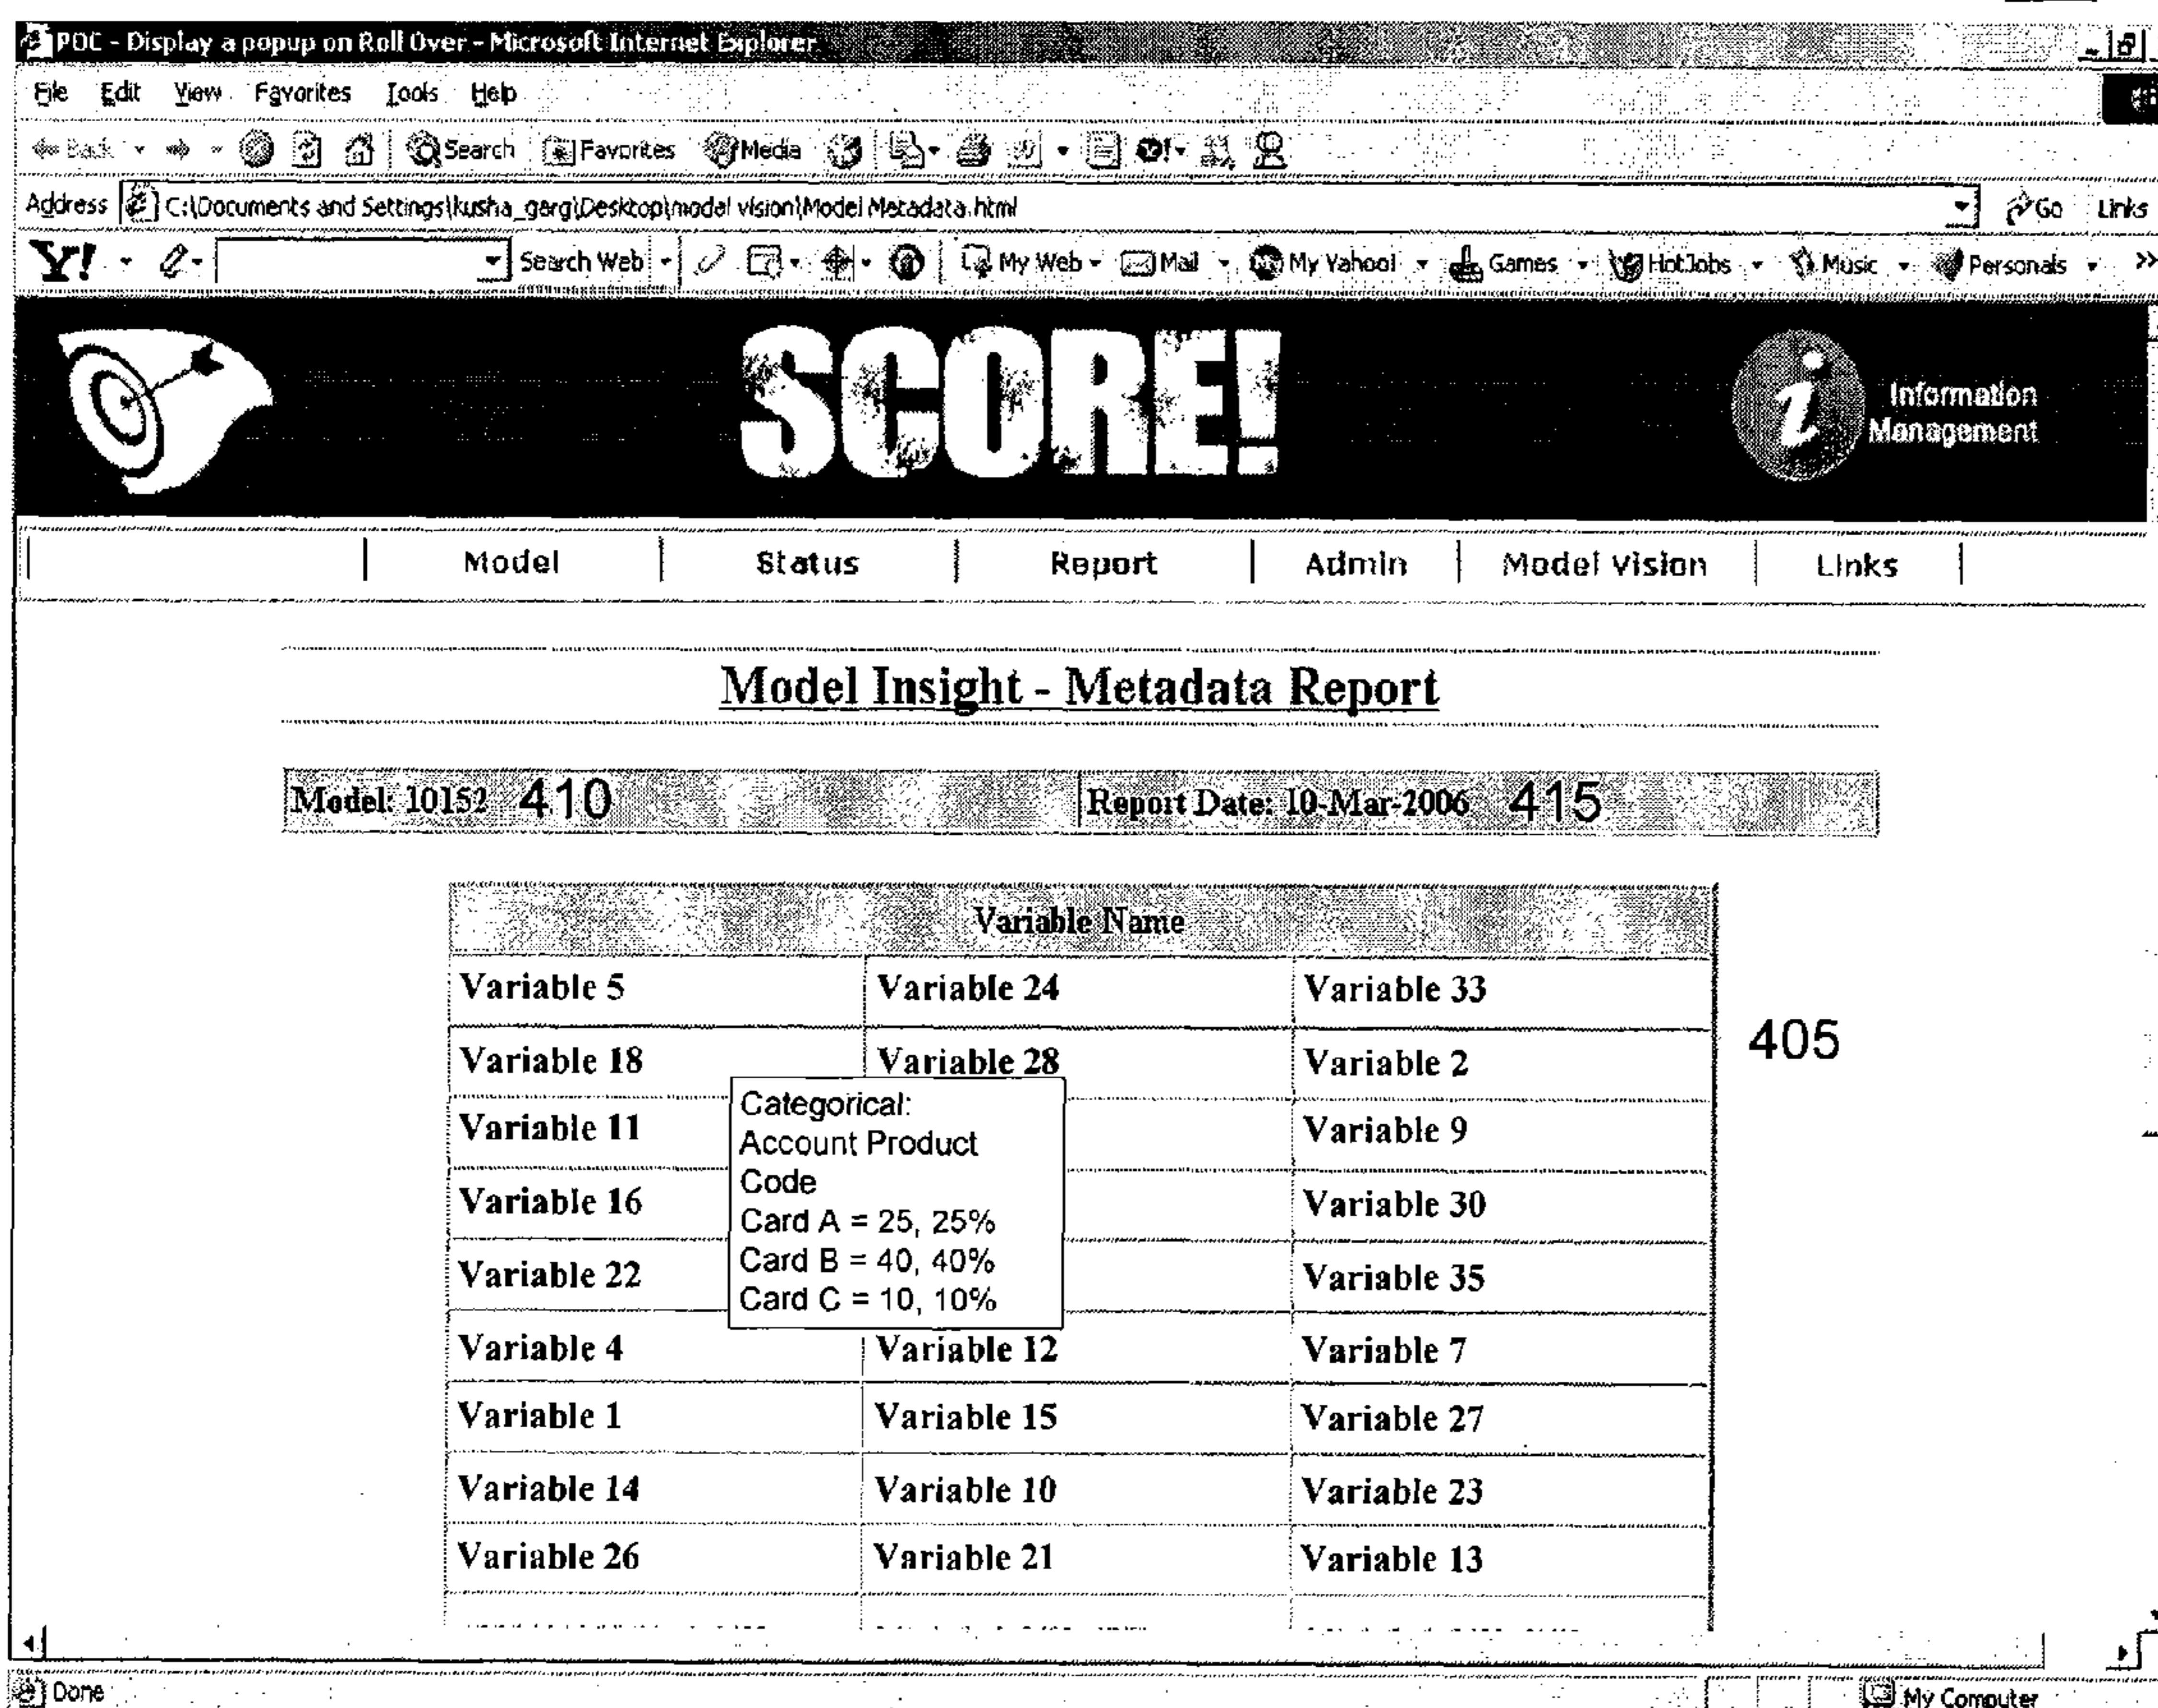 POC - Display a popup on Roll Over - Microsoft Internet Explorer
File Edit View Favorites Tools Help
Back Search Favorites Media
Address C:\Documents and Settings\kusha_garg\Desktop\model vision\Model Metadata.html Go Links
Y! Search Web My Web Mail My Yahoo! Games HotJobs Music Personals >>
SCORE!
i Information
Management
Model Status Report Admin Model Vision Links
Model Insight - Metadata Report
Model: 10152 410 Report Date: 10-Mar-2006 415
Variable Name
Variable 5 Variable 24 Variable 33
405
Variable 18 Variable 28 Variable 2
Variable 11 Variable 9
Variable 16 Variable 30
Variable 22 Variable 35
Categorical:
Account Product
Code
Card A = 25, 25%
Card B = 40, 40%
Card C = 10, 10%
Variable 4 Variable 12 Variable 7
Variable 1 Variable 15 Variable 27
Variable 14 Variable 10 Variable 23
Variable 26 Variable 21 Variable 13
Done My Computer